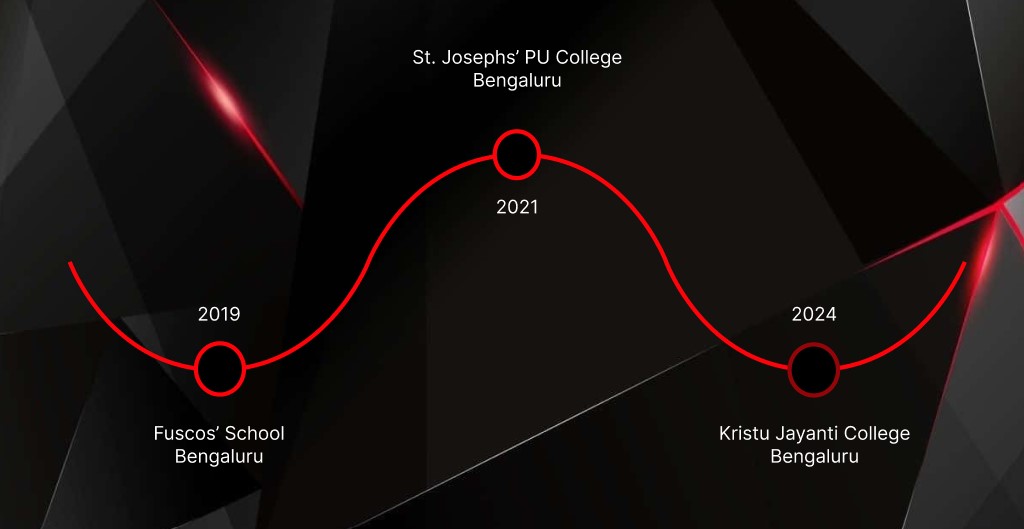 St. Josephs’ PU College
Bengaluru
2021
2019
Fuscos’ School
Bengaluru
2024
Kristu Jayanti College
Bengaluru